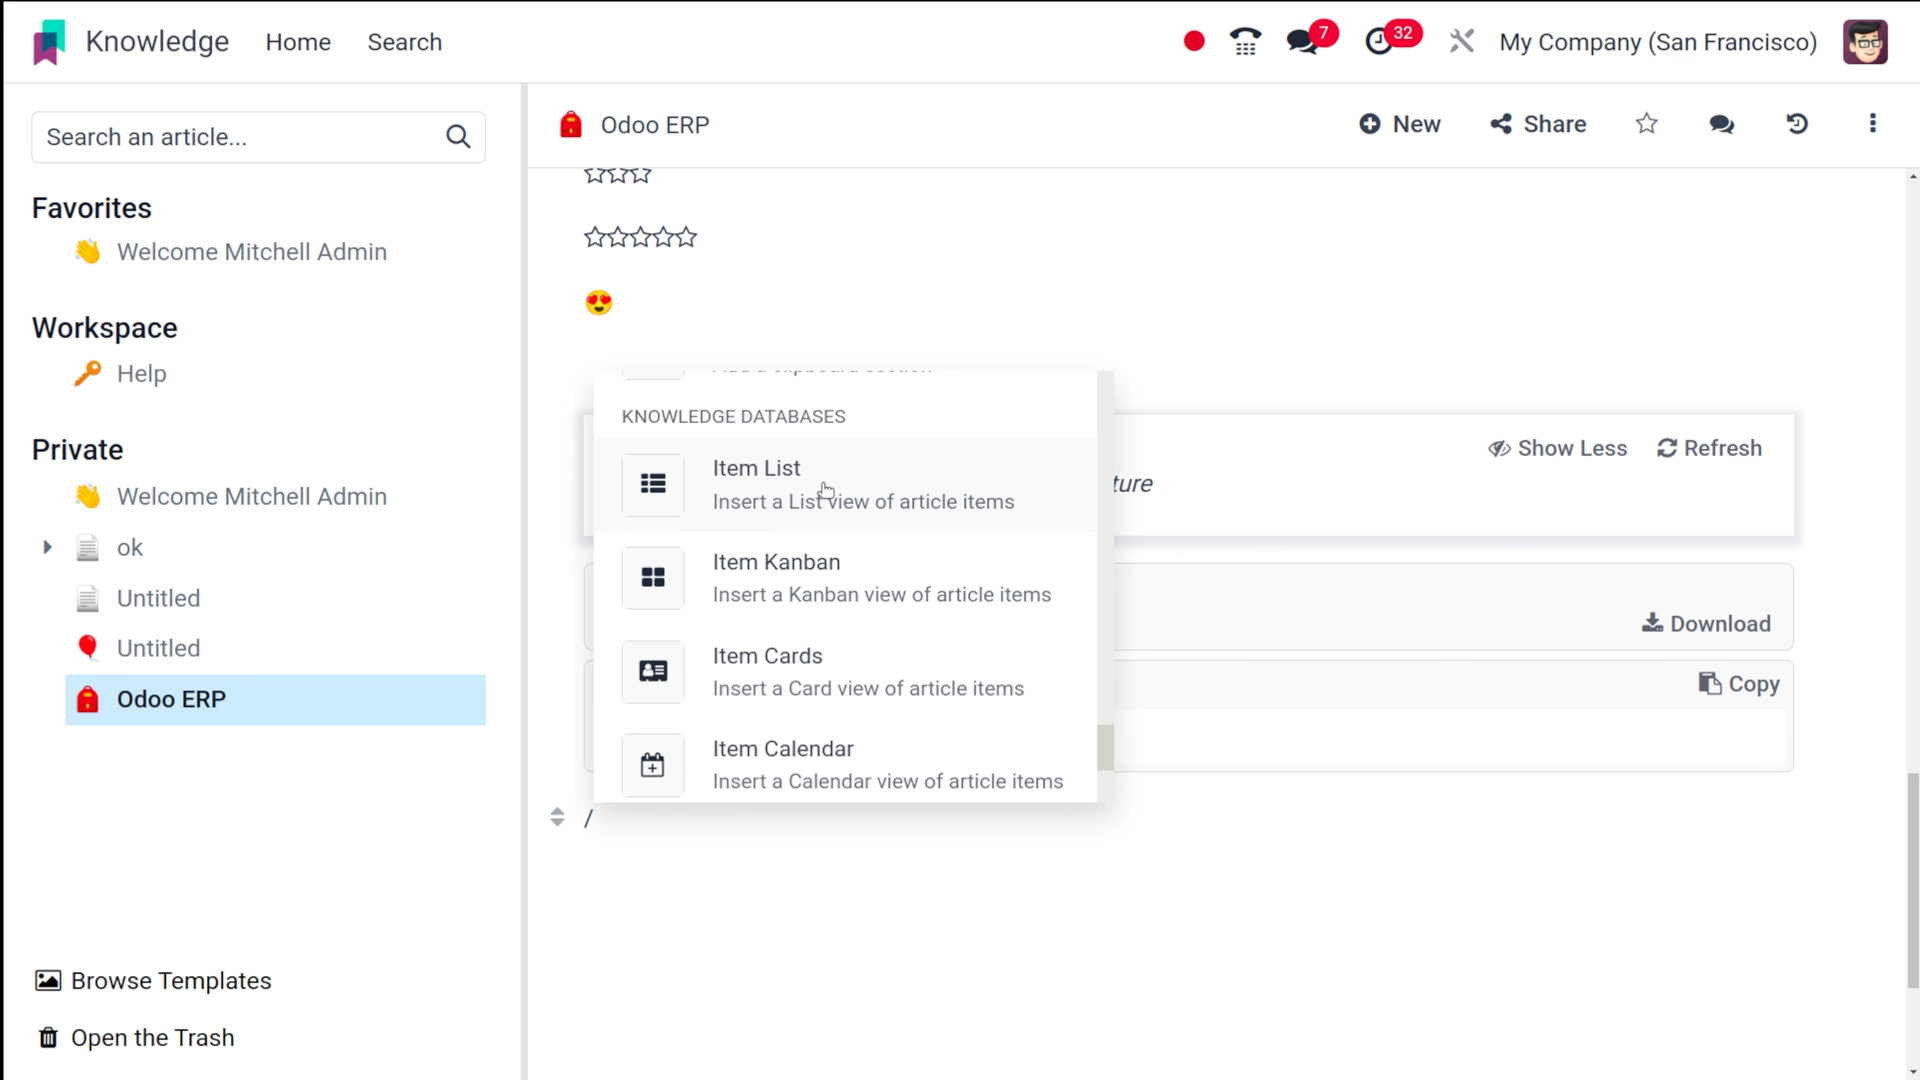 Knowledge Home Search 7 32 My Company (San Francisco)
Search an article...
Favorites
Welcome Mitchell Admin
Workspace
Help
Private
Welcome Mitchell Admin
ok
Untitled
Untitled
Odoo ERP
Browse Templates
Open the Trash
Odoo ERP New Share
KNOWLEDGE DATABASES
Item List
Insert a List view of article items
Item Kanban
Insert a Kanban view of article items
Item Cards
Insert a Card view of article items
Item Calendar
Insert a Calendar view of article items
Show Less Refresh
ture
Download
Copy
/